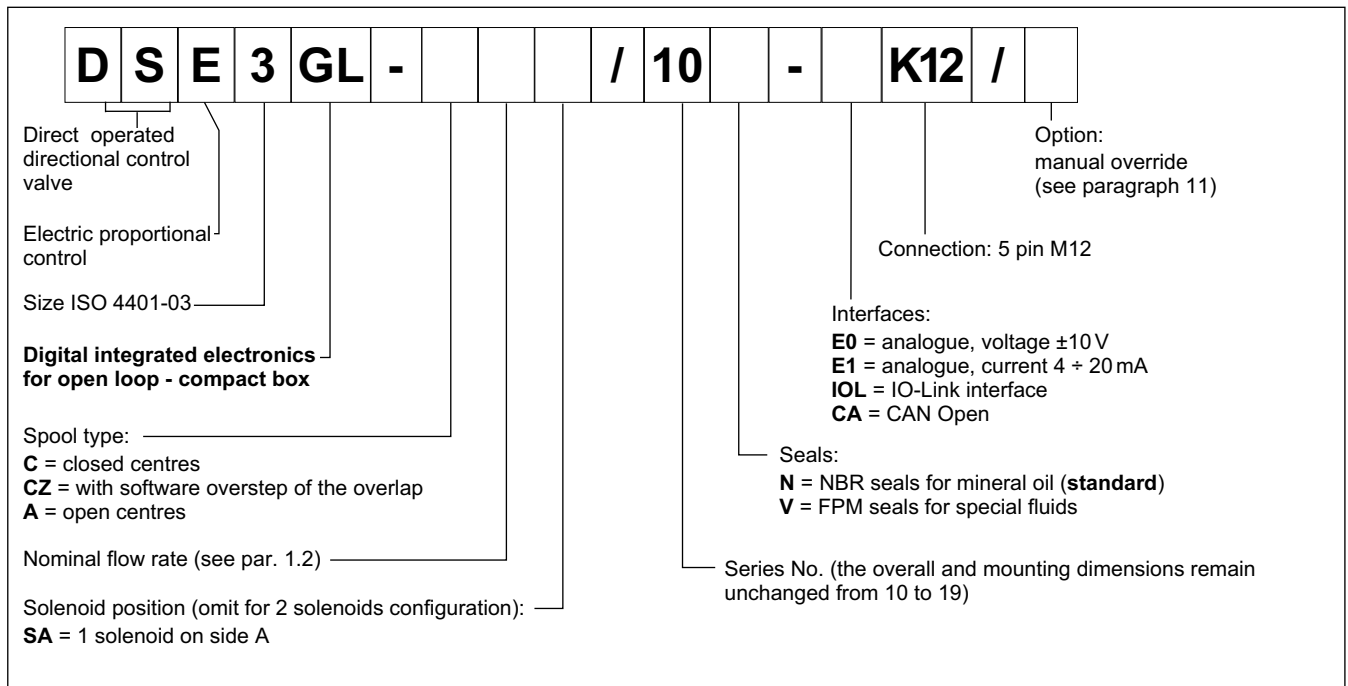 D S E 3 GL - / 10 - K12 /
Direct operated
directional control
valve
Electric proportional
control
Size ISO 4401-03
Digital integrated electronics
for open loop - compact box
Spool type:
C = closed centres
CZ = with software overstep of the overlap
A = open centres
Nominal flow rate (see par. 1.2)
Solenoid position (omit for 2 solenoids configuration):
SA = 1 solenoid on side A
Option:
manual override
(see paragraph 11)
Connection: 5 pin M12
Interfaces:
E0 = analogue, voltage ±10 V
E1 = analogue, current 4 ÷ 20 mA
IOL = IO-Link interface
CA = CAN Open
Seals:
N = NBR seals for mineral oil (standard)
V = FPM seals for special fluids
Series No. (the overall and mounting dimensions remain
unchanged from 10 to 19)